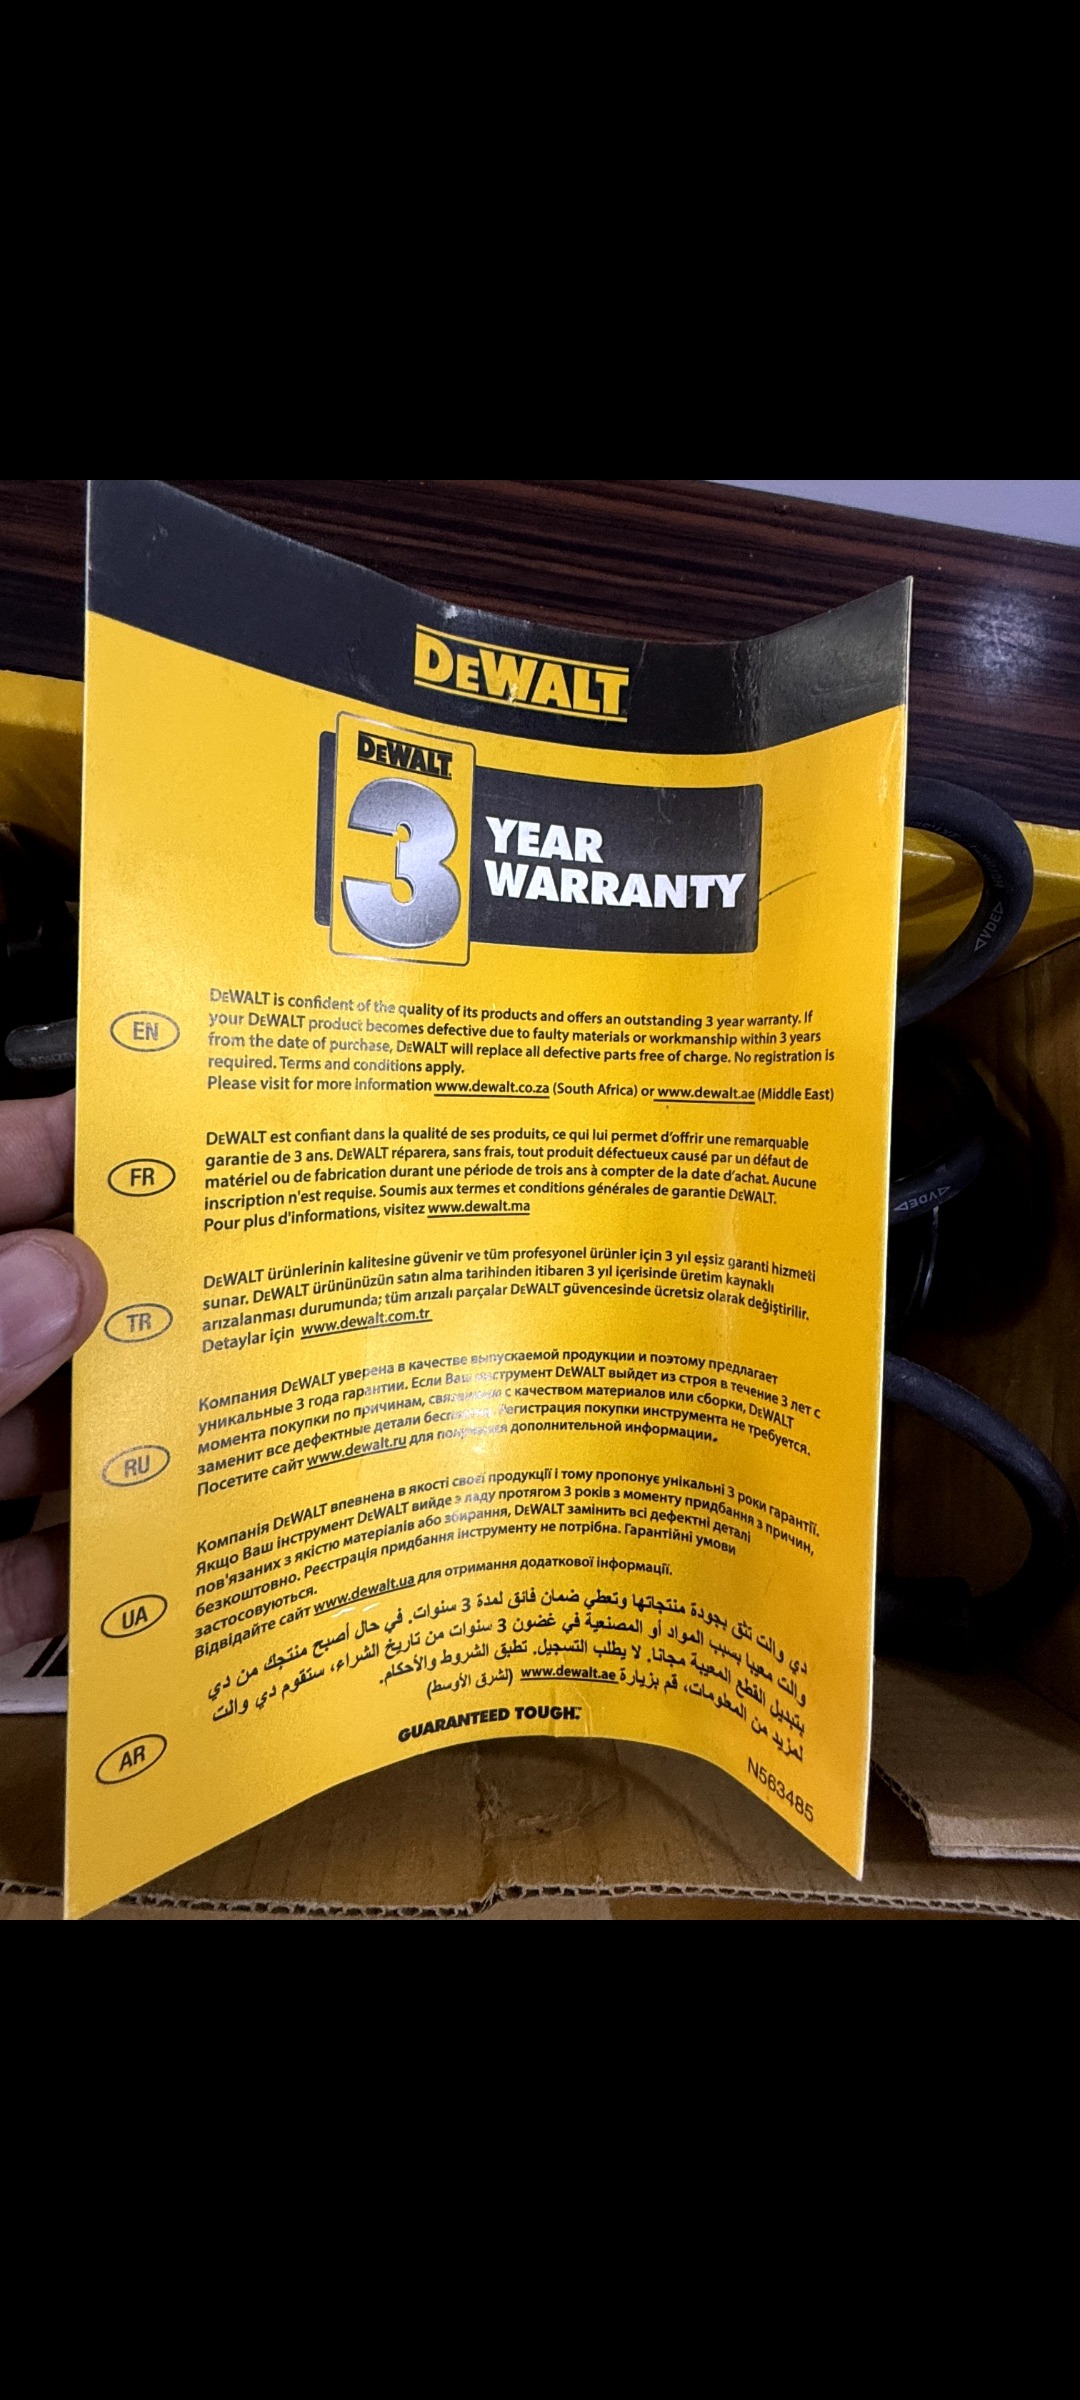 DEWALT
DEWALT
3
YEAR
WARRANTY
EN
DEWALT is confident of the quality of its products and offers an outstanding 3 year warranty. If
your DEWALT product becomes defective due to faulty materials or workmanship within 3 years
from the date of purchase, DEWALT will replace all defective parts free of charge. No registration is
required. Terms and conditions apply.
Please visit for more information www.dewalt.co.za (South Africa) or www.dewalt.ae (Middle East)
FR
DEWALT est confiant dans la qualité de ses produits, ce qui lui permet d'offrir une remarquable
garantie de 3 ans. DEWALT réparera, sans frais, tout produit défectueux causé par un défaut de
matériel ou de fabrication durant une période de trois ans à compter de la date d'achat. Aucune
inscription n'est requise. Soumis aux termes et conditions générales de garantie DEWALT.
Pour plus d'informations, visitez www.dewalt.ma
TR
DEWALT ürünlerinin kalitesine güvenir ve tüm profesyonel ürünler için 3 yıl eşsiz garanti hizmeti
sunar. DEWALT ürününüzün satın alma tarihinden itibaren 3 yıl içerisinde üretim kaynaklı
arızalanması durumunda; tüm arızalı parçalar DEWALT güvencesinde ücretsiz olarak değiştirilir.
Detaylar için www.dewalt.com.tr
RU
Компания DEWALT уверена в качестве выпускаемой продукции и поэтому предлагает
уникальные 3 года гарантии. Если Ваш инструмент DEWALT выйдет из строя в течение 3 лет с
момента покупки по причинам, связанным с качеством материалов или сборки, DEWALT
заменит все дефектные детали бесплатно. Регистрация покупки инструмента не требуется.
Посетите сайт www.dewalt.ru для получения дополнительной информации.
UA
Компанія DEWALT впевнена в якості своєї продукції і тому пропонує унікальні 3 роки гарантії.
Якщо Ваш інструмент DEWALT вийде з ладу протягом 3 років з моменту придбання з причин,
пов'язаних з якістю матеріалів або збирання, DEWALT замінить всі дефектні деталі
безкоштовно. Реєстрація придбання інструменту не потрібна. Гарантійні умови
застосовуються.
Відвідайте сайт www.dewalt.ua для отримання додаткової інформації.
AR
دي والت تثق بجودة منتجاتها وتعطي ضمان فائق لمدة 3 سنوات. في حال أصبح منتجك من دي
والت معيبا بسبب المواد أو المصنعية في غضون 3 سنوات من تاريخ الشراء، ستقوم دي والت
بتبديل القطع المعيبة مجانا. لا يطلب التسجيل. تطبق الشروط والأحكام.
لمزيد من المعلومات، قم بزيارة www.dewalt.ae (لشرق الأوسط)
GUARANTEED TOUGH.
N563485
VDE
VDE